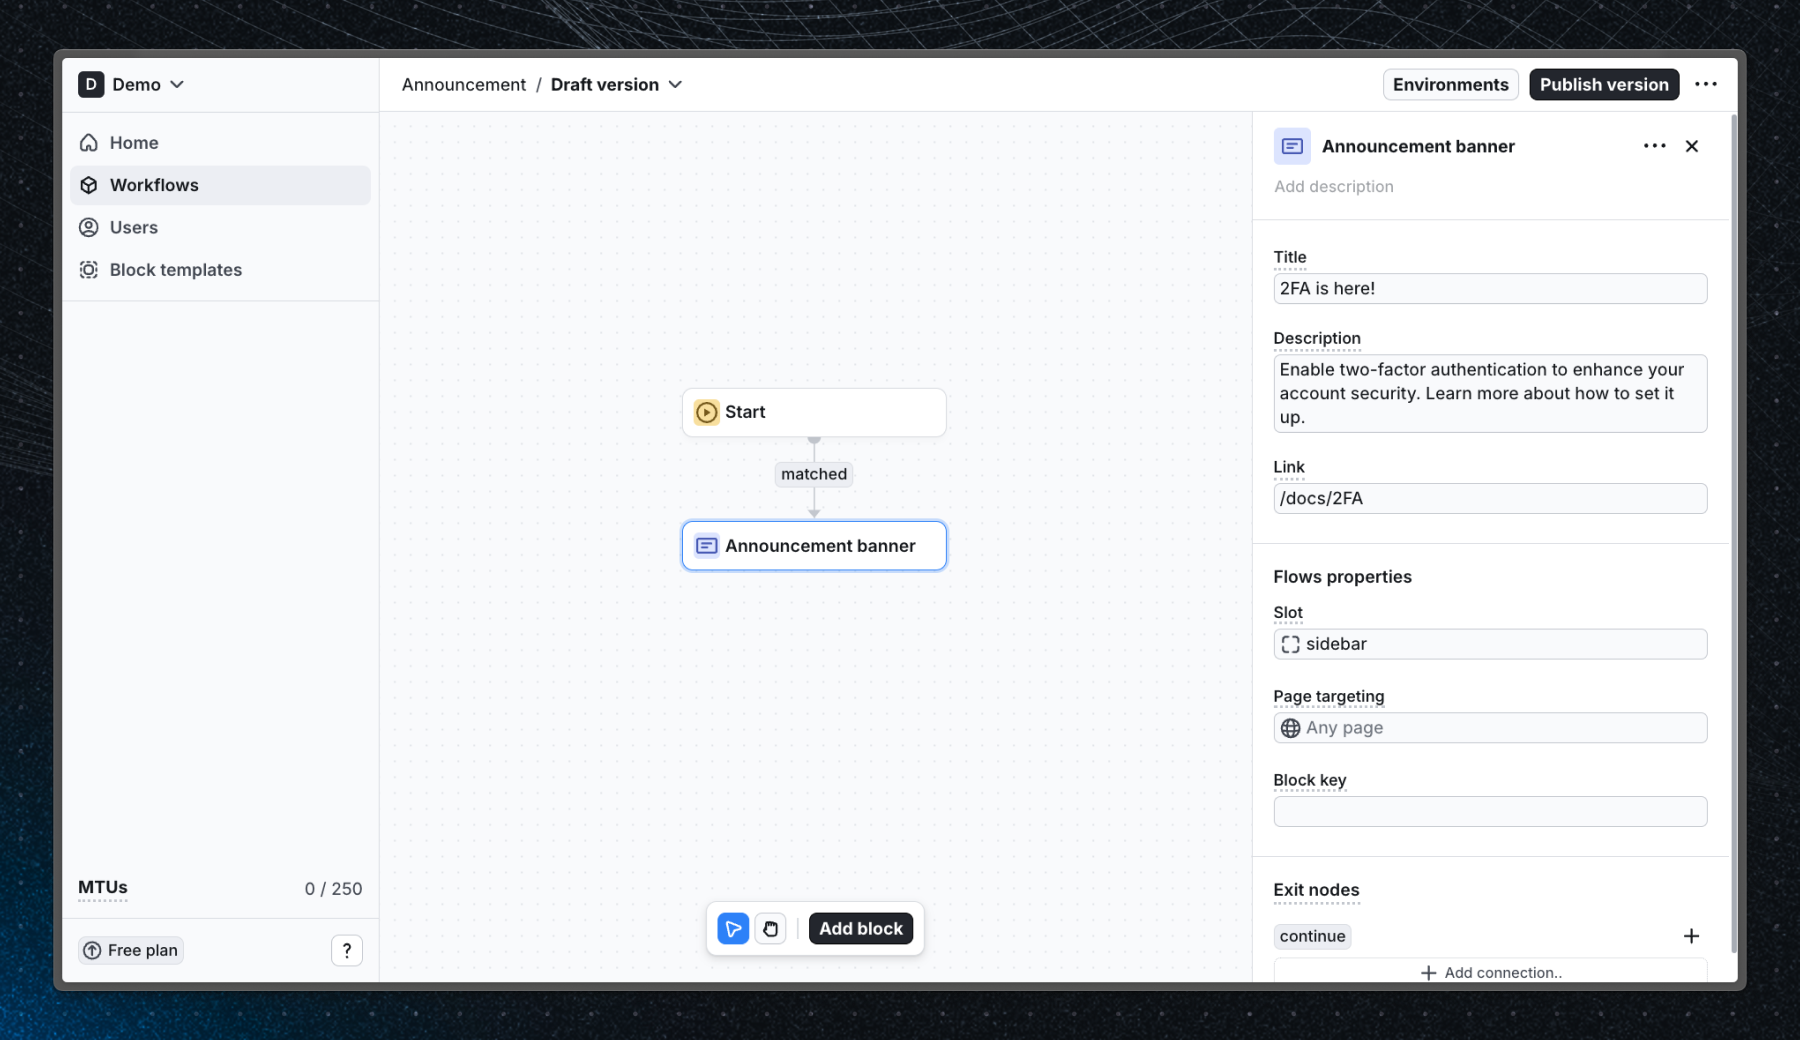 D Demo
Announcement / Draft version
Environments
Publish version
Home
Workflows
Users
Block templates
MTUs
0 / 250
Free plan
?
Start
matched
Announcement banner
Add block
Announcement banner
Add description
Title
2FA is here!
Description
Enable two-factor authentication to enhance your
account security. Learn more about how to set it
up.
Link
/docs/2FA
Flows properties
Slot
sidebar
Page targeting
Any page
Block key
Exit nodes
continue
Add connection..